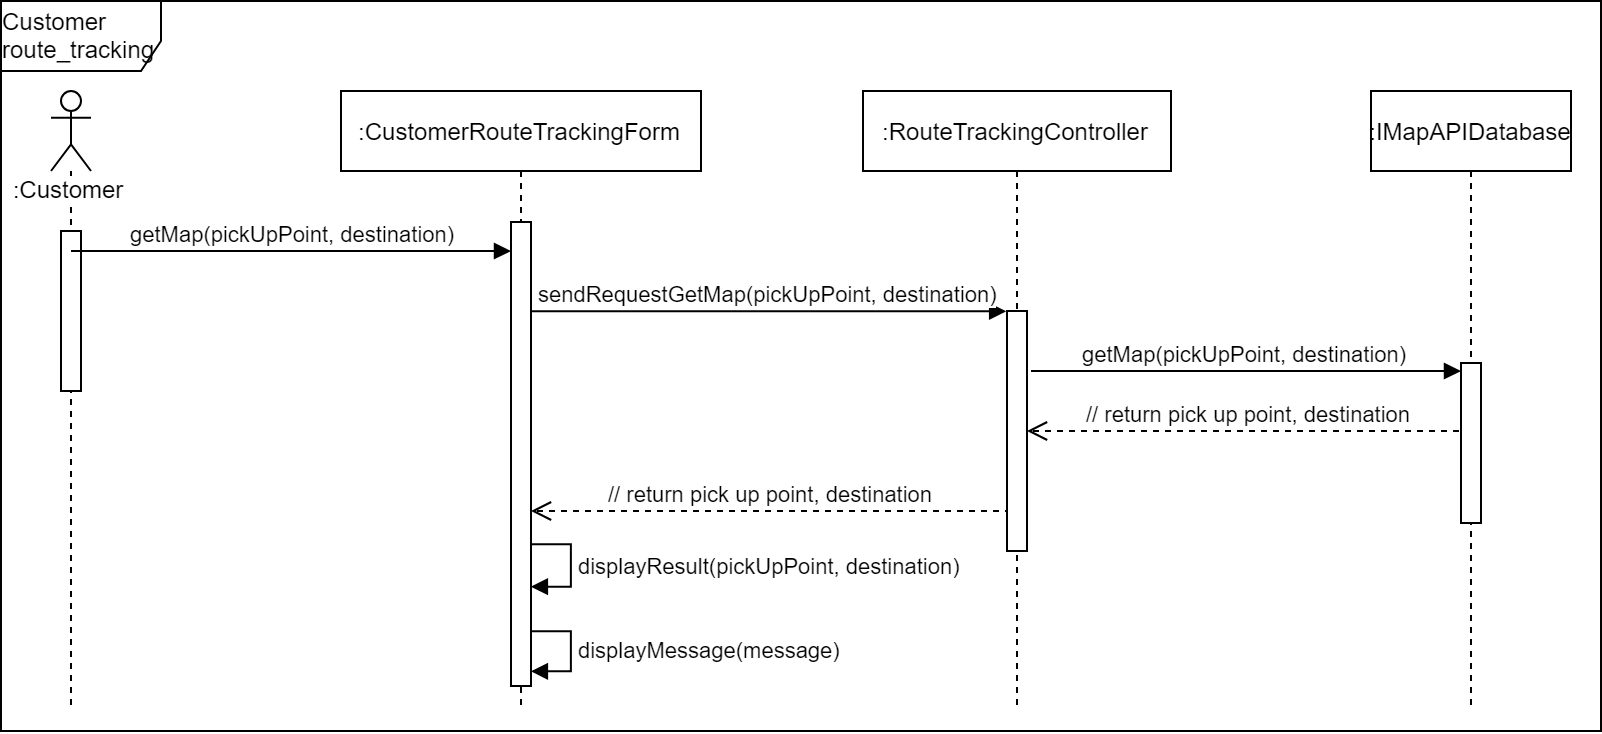 Customer
route_tracking
:Customer
:CustomerRouteTrackingForm
:RouteTrackingController
:IMapAPIDatabase
getMap(pickUpPoint, destination)
sendRequestGetMap(pickUpPoint, destination)
getMap(pickUpPoint, destination)
// return pick up point, destination
// return pick up point, destination
displayResult(pickUpPoint, destination)
displayMessage(message)